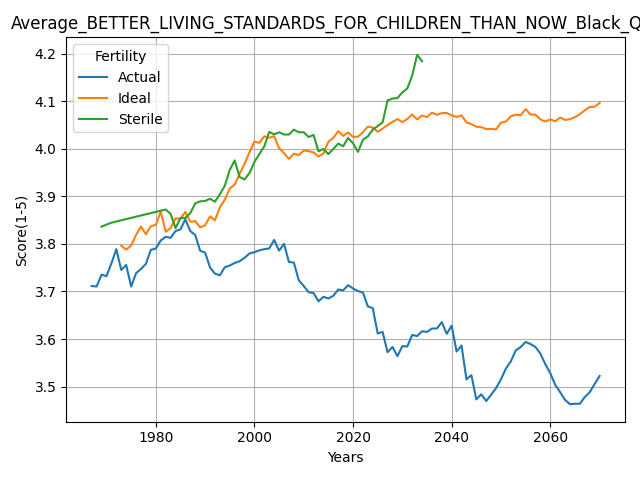 Average_BETTER_LIVING_STANDARDS_FOR_CHILDREN_THAN_NOW_Black_Q
Fertility
Actual
Ideal
Sterile
Score(1-5)
4.2
4.1
4.0
3.9
3.8
3.7
3.6
3.5
1980 2000 2020 2040 2060
Years